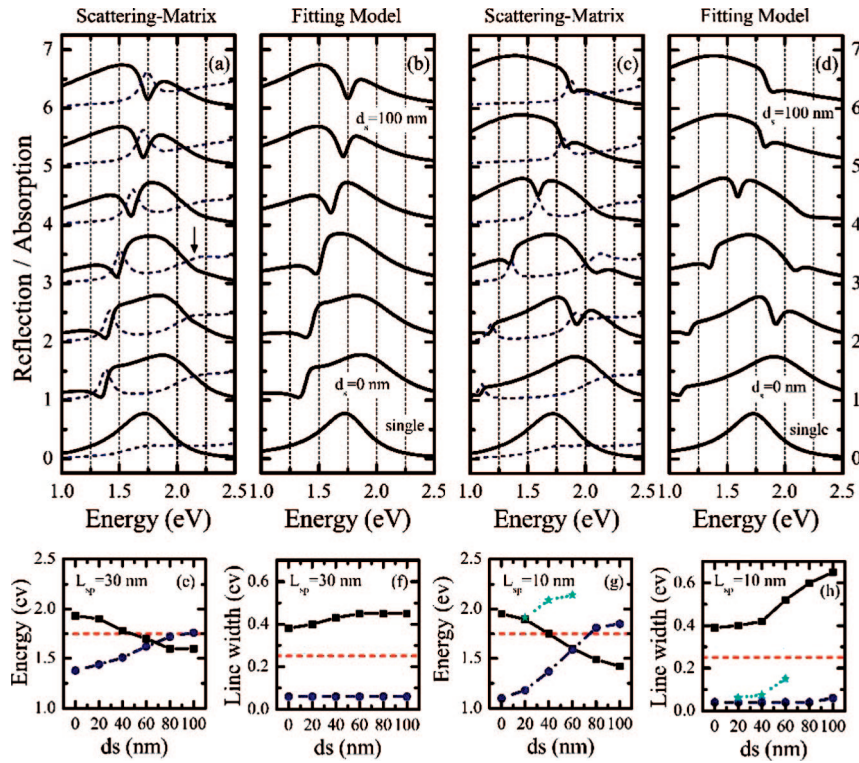 Scattering-Matrix Fitting Model Scattering-Matrix Fitting Model
7 (a) (b) (c) (d)
6
d_s=100 nm d_s=100 nm
5
4
3
2
d_s=0 nm d_s=0 nm
1
single single
0
Reflection / Absorption
1.0 1.5 2.0 2.5 1.0 1.5 2.0 2.5 1.0 1.5 2.0 2.5 1.0 1.5 2.0 2.5
Energy (eV) Energy (eV) Energy (eV) Energy (eV)
2.5 L_sp=30 nm (e)
2.0
1.5
1.0
Energy (ev)
0 20 40 60 80 100
ds (nm)
0.6 L_sp=30 nm (f)
0.4
0.2
0.0
Line width (ev)
0 20 40 60 80 100
ds (nm)
2.5 L_sp=10 nm (g)
2.0
1.5
1.0
Energy (ev)
0 20 40 60 80 100
ds (nm)
0.6 L_sp=10 nm (h)
0.4
0.2
0.0
Line width (ev)
0 20 40 60 80 100
ds (nm)